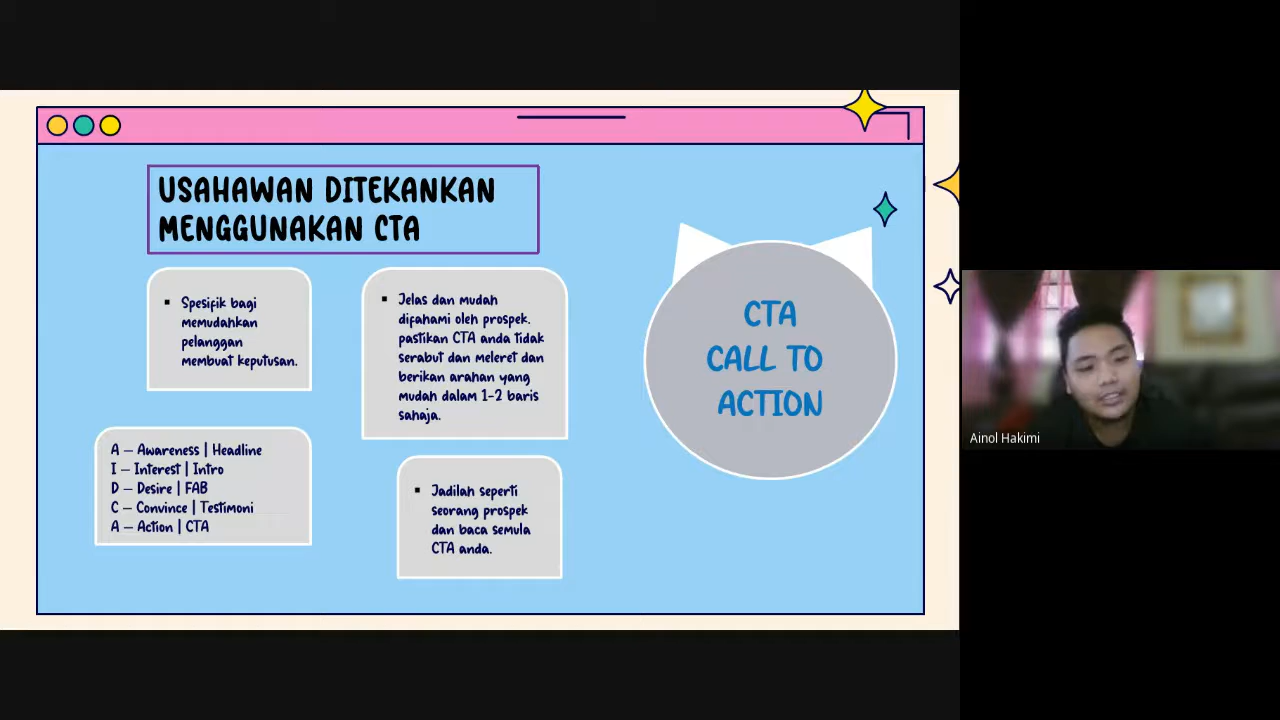 USAHAWAN DITEKANKAN
MENGGUNAKAN CTA
▪ Spesifik bagi
memudahkan
pelanggan
membuat keputusan.
▪ Jelas dan mudah
difahami oleh prospek.
pastikan CTA anda tidak
serabut dan meleret dan
berikan arahan yang
mudah dalam 1-2 baris
sahaja.
A – Awareness | Headline
I – Interest | Intro
D – Desire | FAB
C – Convince | Testimoni
A – Action | CTA
▪ Jadilah seperti
seorang prospek
dan baca semula
CTA anda.
CTA
CALL TO
ACTION
Ainol Hakimi